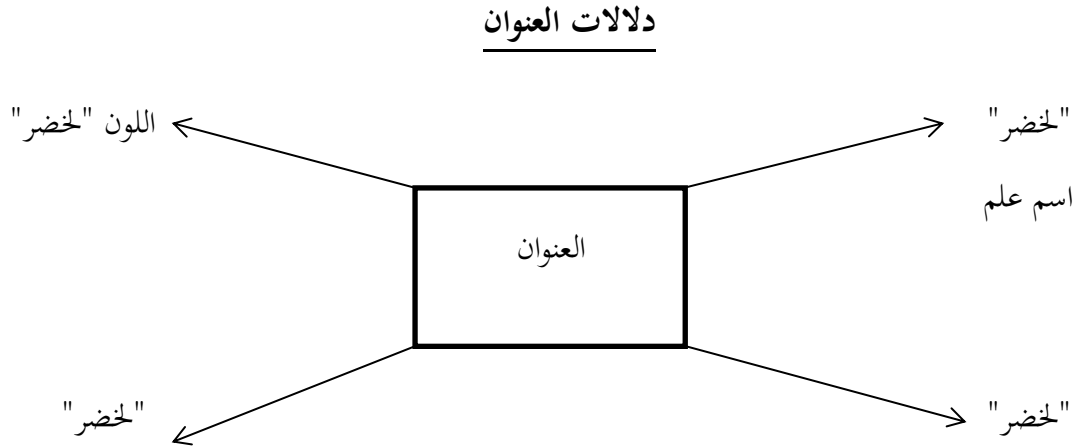 دلالات العنوان
"لخضر"
اللون "لخضر"
اسم علم
العنوان
"لخضر"
"لخضر"